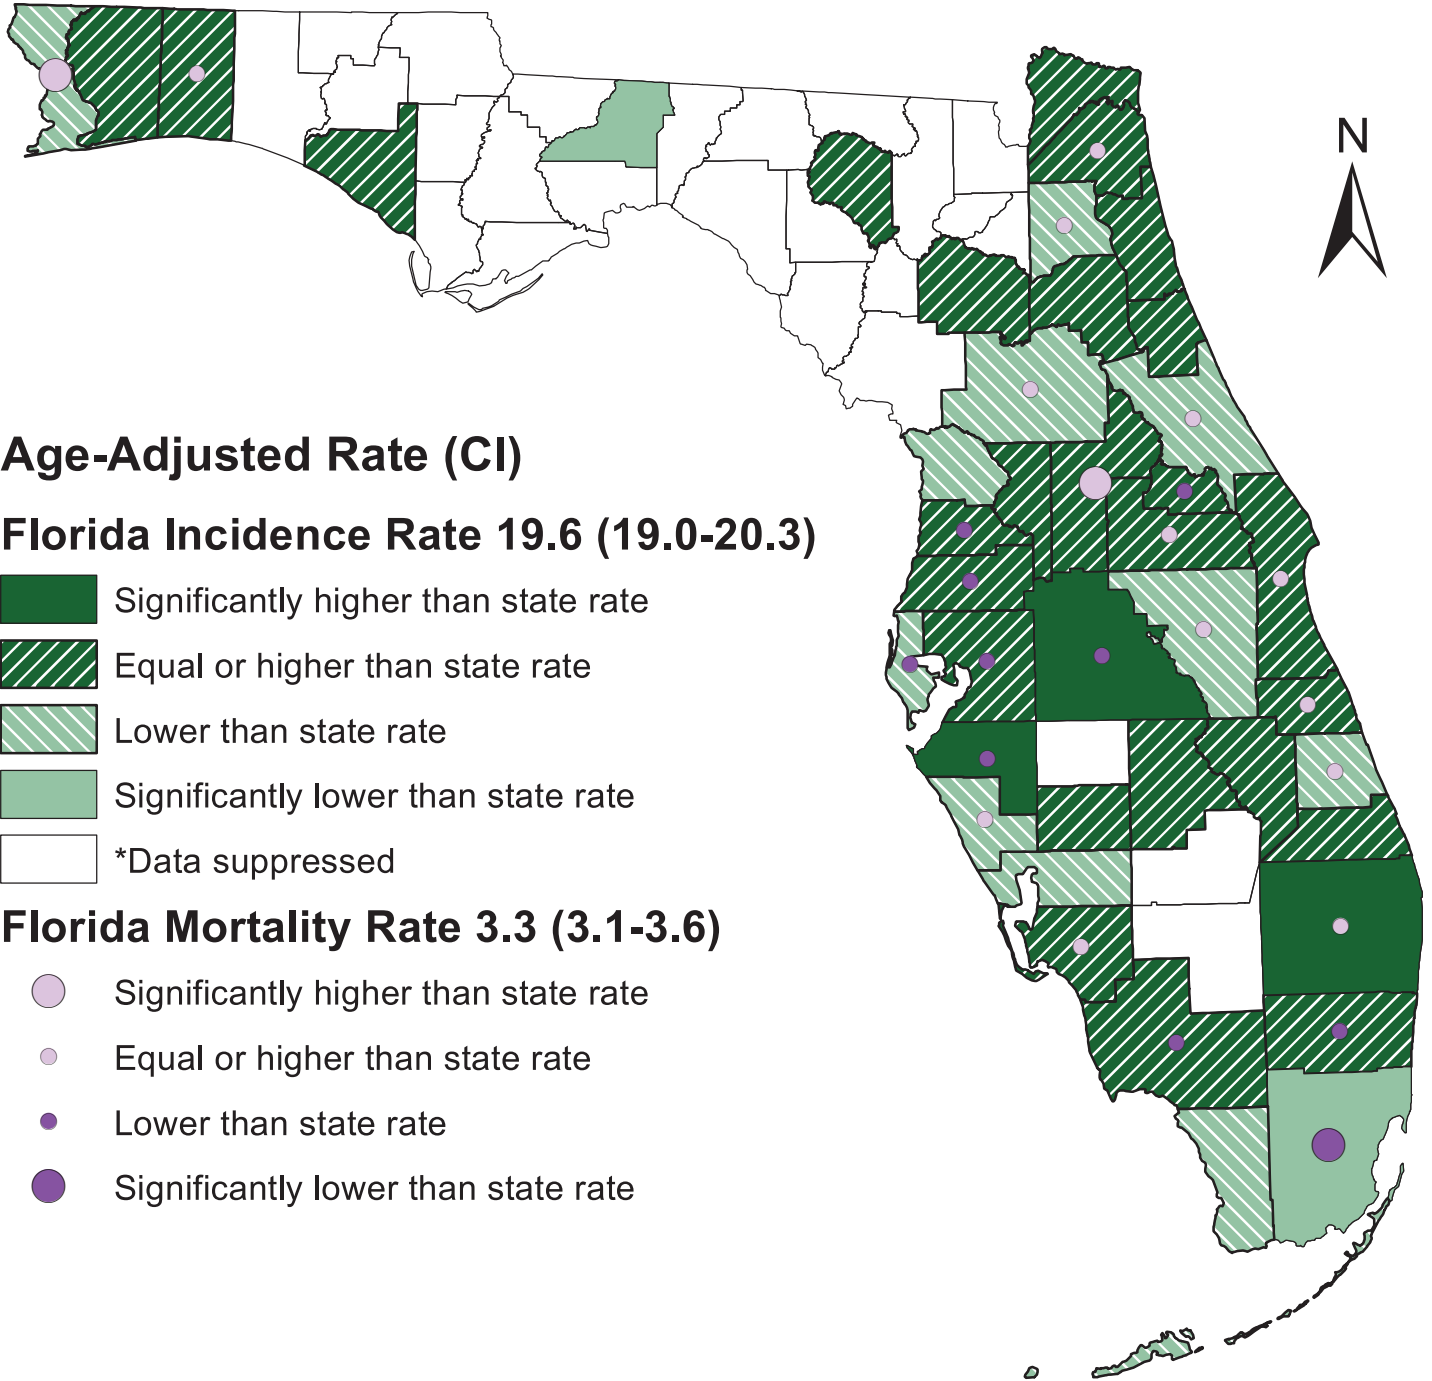 N
Age-Adjusted Rate (CI)
Florida Incidence Rate 19.6 (19.0-20.3)
Significantly higher than state rate
Equal or higher than state rate
Lower than state rate
Significantly lower than state rate
*Data suppressed
Florida Mortality Rate 3.3 (3.1-3.6)
Significantly higher than state rate
Equal or higher than state rate
Lower than state rate
Significantly lower than state rate